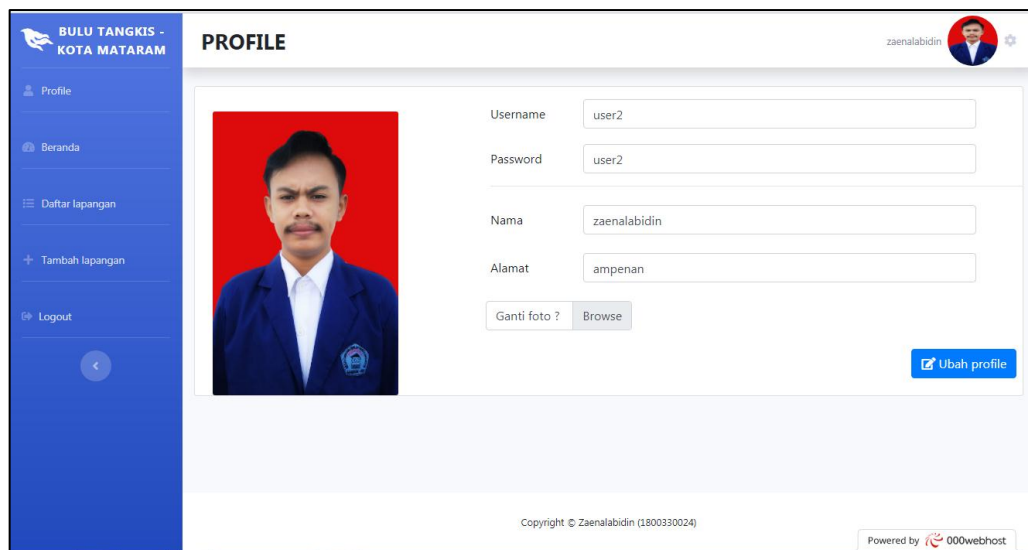 BULU TANGKIS -
KOTA MATARAM
PROFILE
zaenalabidin
Profile
Beranda
Daftar lapangan
Tambah lapangan
Logout
Username
user2
Password
user2
Nama
zaenalabidin
Alamat
ampenan
Ganti foto ?
Browse
Ubah profile
Copyright © Zaenalabidin (1800330024)
Powered by 000webhost